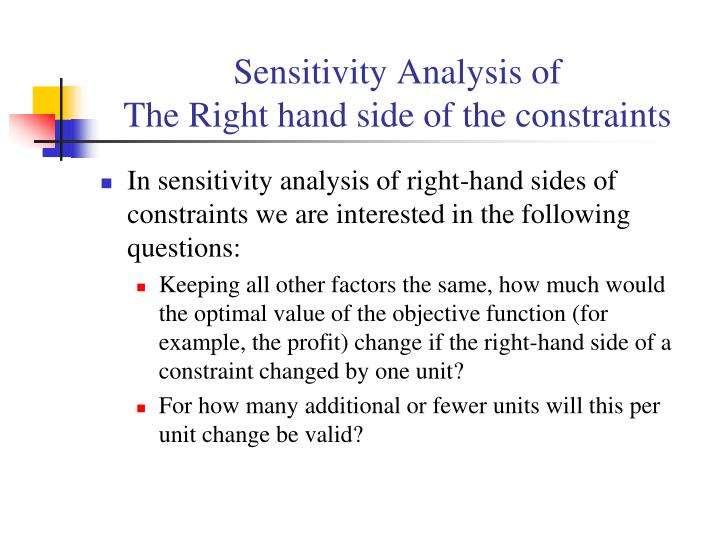 Sensitivity Analysis of
The Right hand side of the constraints
In sensitivity analysis of right-hand sides of
constraints we are interested in the following
questions:
Keeping all other factors the same, how much would
the optimal value of the objective function (for
example, the profit) change if the right-hand side of a
constraint changed by one unit?
For how many additional or fewer units will this per
unit change be valid?